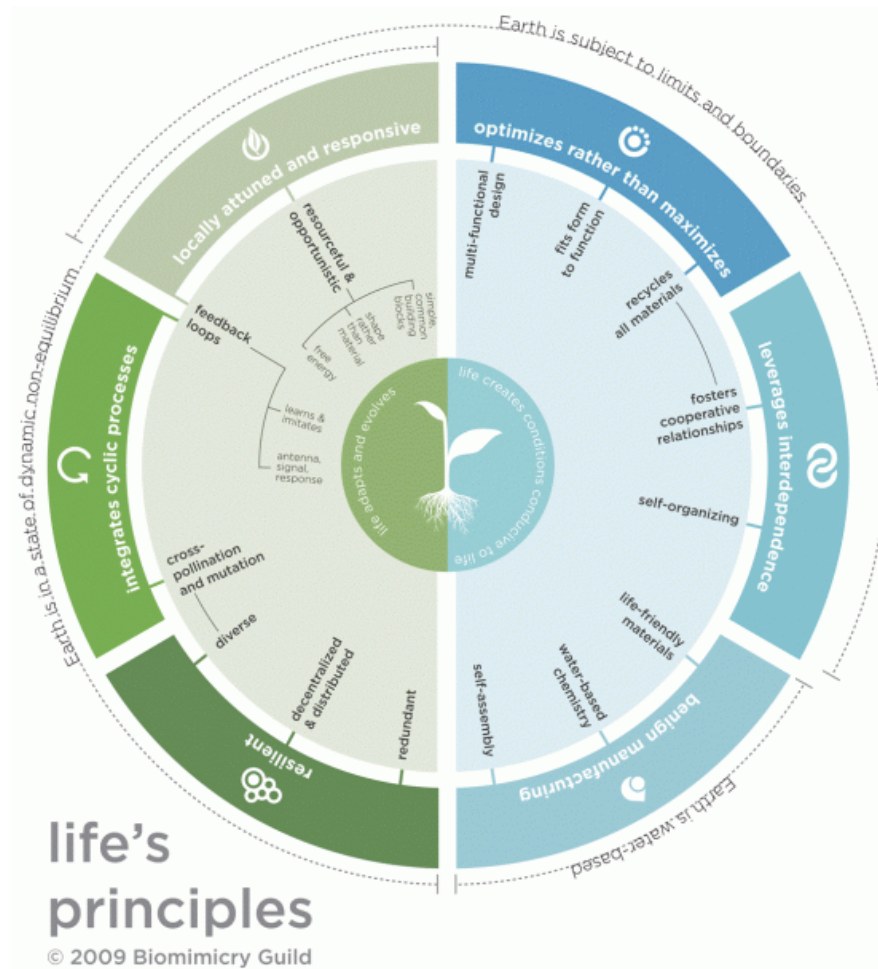 Earth is subject to limits and boundaries
Earth is in a state of dynamic non-equilibrium
Earth is water-based
locally attuned and responsive
optimizes rather than maximizes
leverages interdependence
benign manufacturing
resilient
integrates cyclic processes
resourceful &
opportunistic
simple,
common
building
blocks
shape
rather
than
material
free
energy
feedback
loops
learns &
imitates
antenna,
signal,
response
cross-
pollination
and mutation
diverse
decentralized
& distributed
redundant
multi-functional
design
fits form
to function
recycles
all materials
fosters
cooperative
relationships
self-organizing
life-friendly
materials
water-based
chemistry
self-assembly
life adapts and evolves
life creates conditions conducive to life
life's
principles
© 2009 Biomimicry Guild